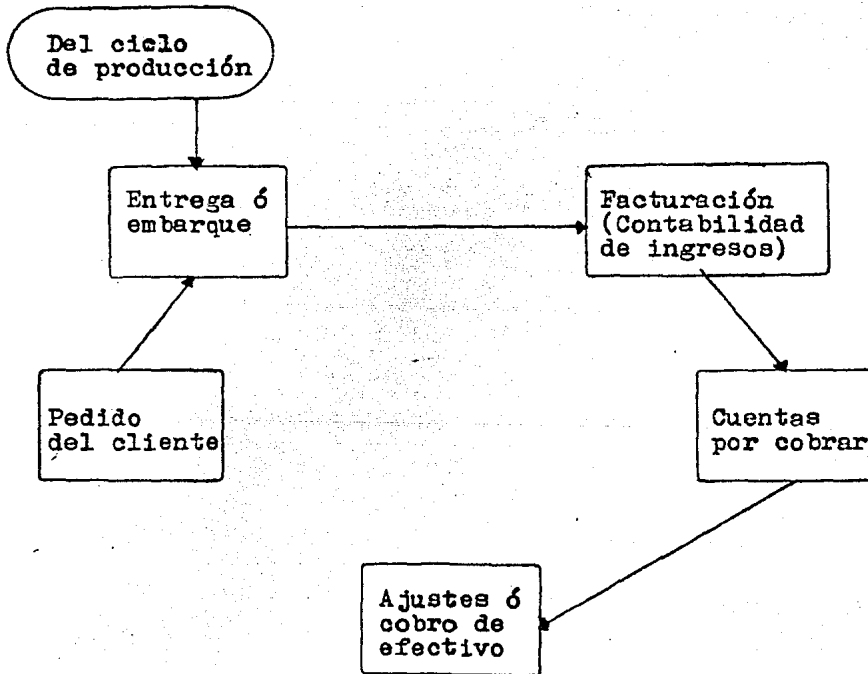 Del ciclo
de producción
Entrega ó
embarque
Facturación
(Contabilidad
de ingresos)
Pedido
del cliente
Cuentas
por cobrar
Ajustes ó
cobro de
efectivo